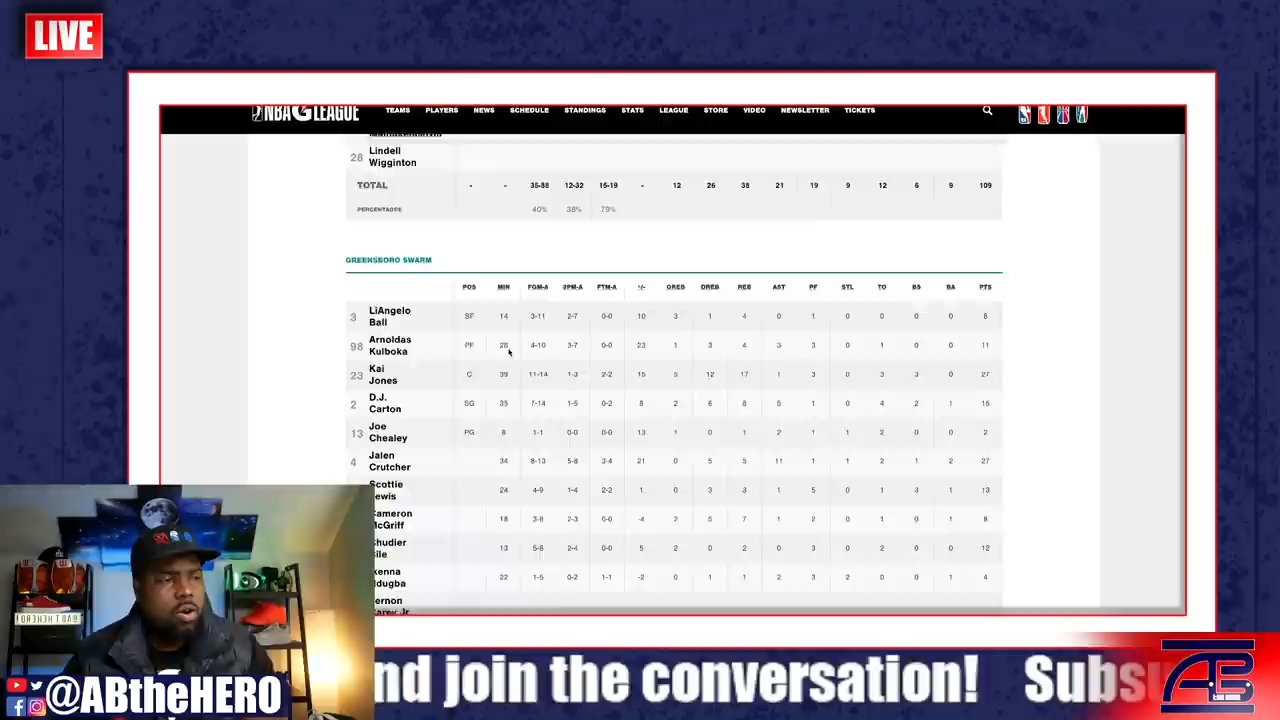 LIVE
NBA G LEAGUE TEAMS PLAYERS NEWS SCHEDULE STANDINGS STATS LEAGUE STORE VIDEO NEWSLETTER TICKETS
28 Lindell Wigginton
TOTAL - - 35-88 12-32 15-19 - 12 26 38 21 19 9 12 6 9 109
PERCENTAGE 40% 38% 79%
GREENSBORO SWARM
POS MIN FGM-A 3PM-A FTM-A +/- OREB DREB REB AST PF STL TO BS BA PTS
3 LiAngelo Ball SF 14 3-11 2-7 0-0 10 3 1 4 0 1 0 0 0 0 8
98 Arnoldas Kulboka PF 28 4-10 3-7 0-0 23 1 3 4 3 3 0 1 0 0 11
23 Kai Jones C 39 11-14 1-3 2-2 15 5 12 17 1 3 0 3 3 0 27
2 D.J. Carton SG 35 7-14 1-5 0-2 8 2 6 8 5 1 0 4 2 1 15
13 Joe Chealey PG 8 1-1 0-0 0-0 13 1 0 1 2 1 1 2 0 0 2
4 Jalen Crutcher 34 8-13 5-8 3-4 21 0 5 5 11 1 1 2 1 2 27
Scottie Lewis 24 4-9 1-4 2-2 1 0 3 3 1 5 0 1 3 1 13
Cameron McGriff 18 3-8 2-3 0-0 -4 2 5 7 1 2 0 1 0 1 8
Chudier Bile 13 5-8 2-4 0-0 5 2 0 2 0 3 0 2 0 0 12
22 1-5 0-2 1-1 -2 0 1 1 2 3 2 0 0 1 4
@ABtheHERO
nd join the conversation! Subs
AB